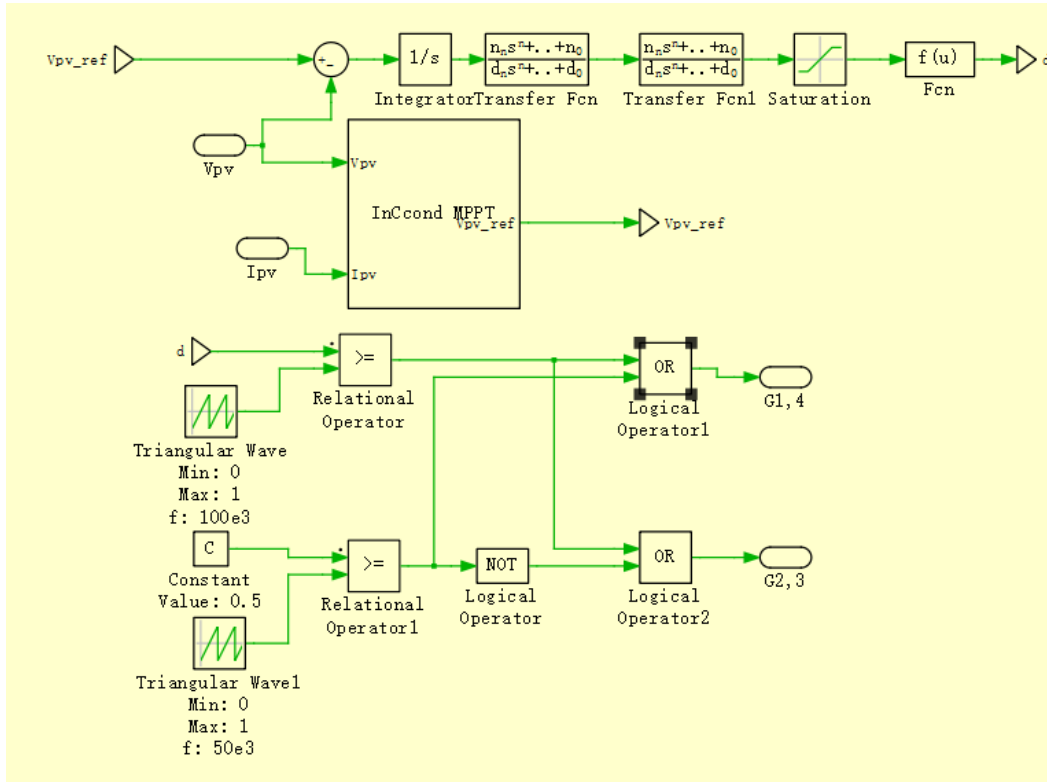 Vpv_ref
+
-
1/s
Integrator
nₙsⁿ+..+n₀
dₙsⁿ+..+d₀
Transfer Fcn
nₙsⁿ+..+n₀
dₙsⁿ+..+d₀
Transfer Fcn1
Saturation
f(u)
Fcn
d
Vpv
Vpv
InCcond MPPT
Vpv_ref
Vpv_ref
Ipv
Ipv
d
>=
Relational
Operator
OR
Logical
Operator1
G1,4
Triangular Wave
Min: 0
Max: 1
f: 100e3
C
Constant
Value: 0.5
>=
Relational
Operator1
NOT
Logical
Operator
OR
Logical
Operator2
G2,3
Triangular Wave1
Min: 0
Max: 1
f: 50e3